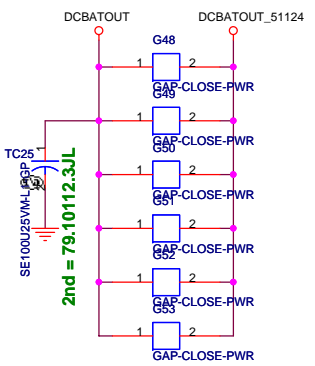 DCBATOUT
DCBATOUT_51124
G48
1
2
GAP-CLOSE-PWR
G49
1
2
GAP-CLOSE-PWR
G50
1
2
GAP-CLOSE-PWR
G51
1
2
GAP-CLOSE-PWR
G52
1
2
GAP-CLOSE-PWR
G53
1
2
GAP-CLOSE-PWR
TC25
1
2nd = 79.10112.3JL